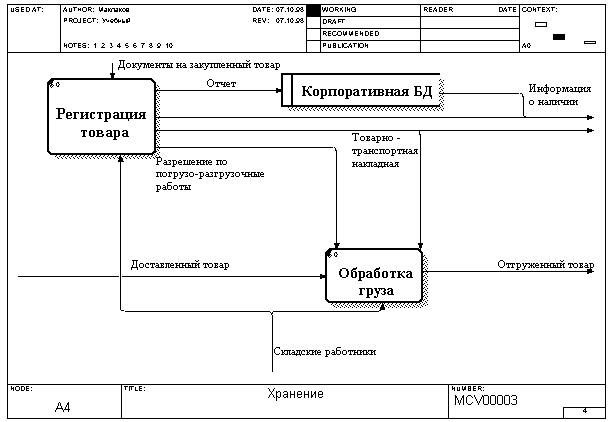 USED AT:
AUTHOR: Маклаков
DATE: 07.10.98
WORKING
READER
DATE
CONTEXT:
PROJECT: Учебный
REV: 07.10.98
DRAFT
RECOMMENDED
NOTES: 1 2 3 4 5 6 7 8 9 10
PUBLICATION
A0
Документы на закупленный товар
$ 0
Регистрация
товара
Отчет
Корпоративная БД
Информация
о наличии
Товарно -
транспортная
накладная
Разрешение по
погрузо-разгрузочные
работы
$ 0
Обработка
груза
Доставленный товар
Отгруженный товар
Складские работники
NODE:
A4
TITLE:
Хранение
NUMBER:
MCV00003
4